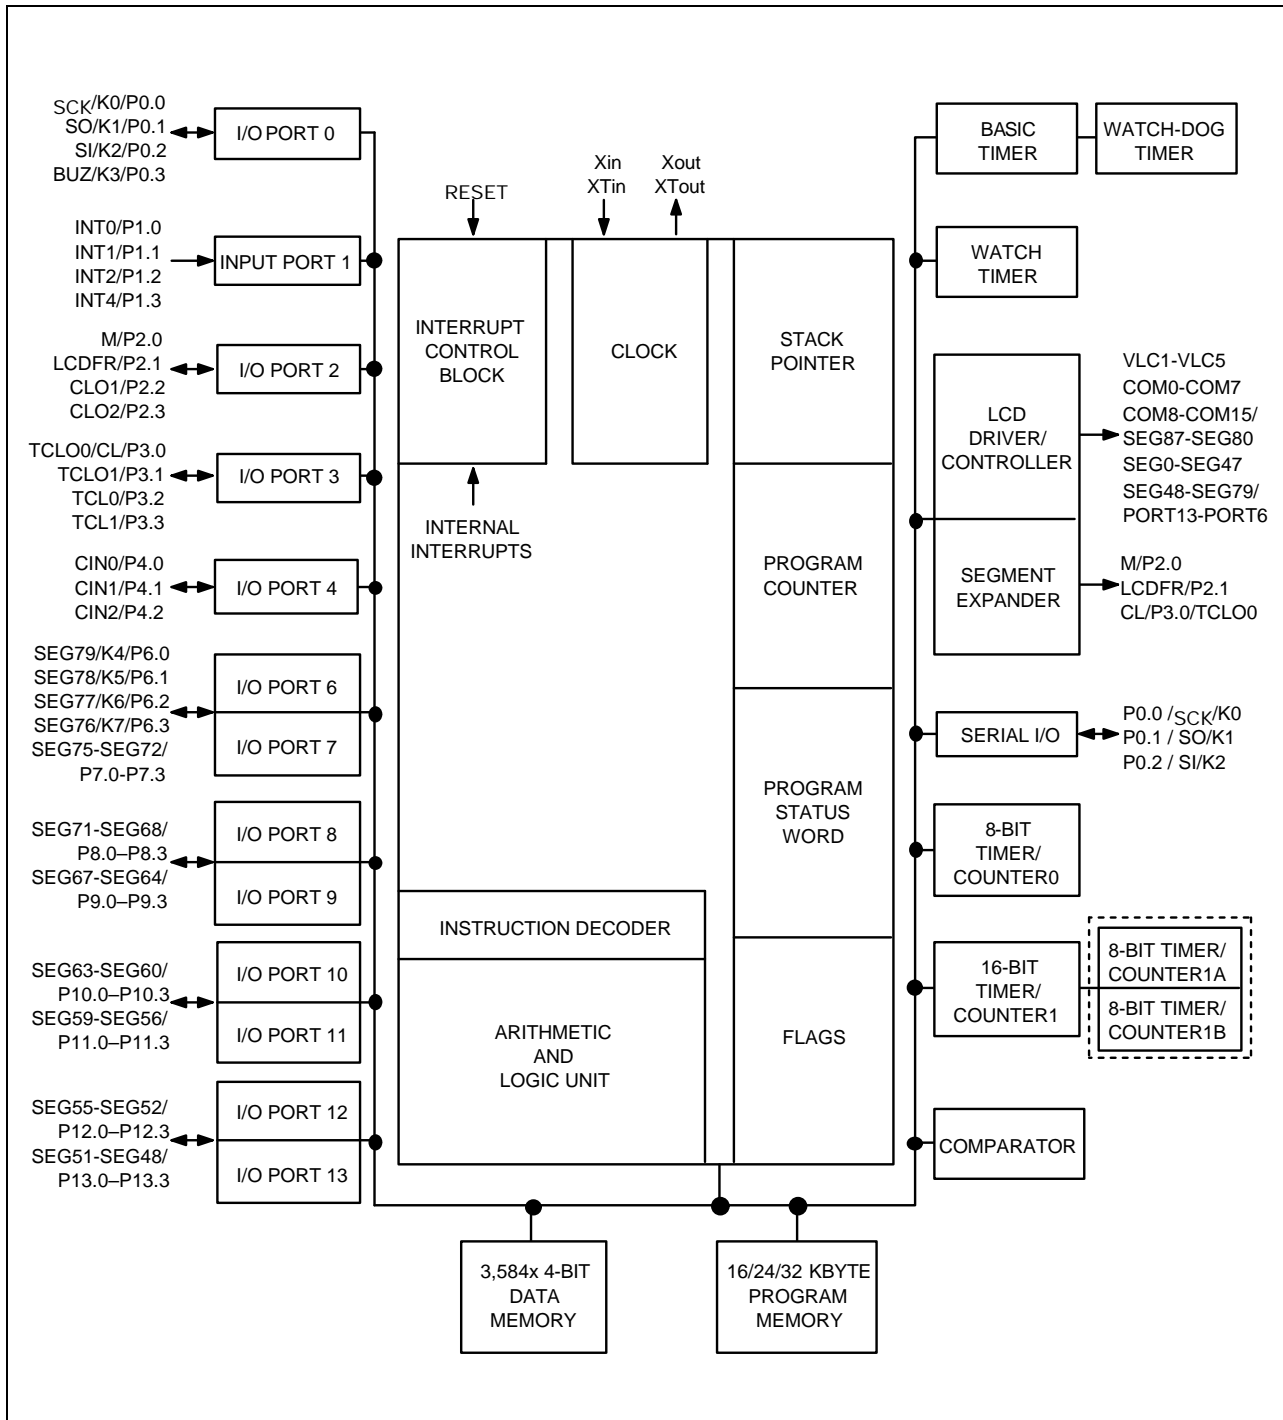 SCK/K0/P0.0
SO/K1/P0.1
SI/K2/P0.2
BUZ/K3/P0.3
I/O PORT 0
INT0/P1.0
INT1/P1.1
INT2/P1.2
INT4/P1.3
INPUT PORT 1
M/P2.0
LCDFR/P2.1
CLO1/P2.2
CLO2/P2.3
I/O PORT 2
TCLO0/CL/P3.0
TCLO1/P3.1
TCL0/P3.2
TCL1/P3.3
I/O PORT 3
CIN0/P4.0
CIN1/P4.1
CIN2/P4.2
I/O PORT 4
SEG79/K4/P6.0
SEG78/K5/P6.1
SEG77/K6/P6.2
SEG76/K7/P6.3
SEG75-SEG72/
P7.0-P7.3
I/O PORT 6
I/O PORT 7
SEG71-SEG68/
P8.0–P8.3
SEG67-SEG64/
P9.0–P9.3
I/O PORT 8
I/O PORT 9
SEG63-SEG60/
P10.0–P10.3
SEG59-SEG56/
P11.0–P11.3
I/O PORT 10
I/O PORT 11
SEG55-SEG52/
P12.0–P12.3
SEG51-SEG48/
P13.0–P13.3
I/O PORT 12
I/O PORT 13
RESET
Xin
XTin
Xout
XTout
INTERRUPT
CONTROL
BLOCK
CLOCK
STACK
POINTER
INTERNAL
INTERRUPTS
PROGRAM
COUNTER
PROGRAM
STATUS
WORD
INSTRUCTION DECODER
ARITHMETIC
AND
LOGIC UNIT
FLAGS
BASIC
TIMER
WATCH-DOG
TIMER
WATCH
TIMER
LCD
DRIVER/
CONTROLLER
VLC1-VLC5
COM0-COM7
COM8-COM15/
SEG87-SEG80
SEG0-SEG47
SEG48-SEG79/
PORT13-PORT6
SEGMENT
EXPANDER
M/P2.0
LCDFR/P2.1
CL/P3.0/TCLO0
SERIAL I/O
P0.0 /SCK/K0
P0.1 / SO/K1
P0.2 / SI/K2
8-BIT
TIMER/
COUNTER0
16-BIT
TIMER/
COUNTER1
8-BIT TIMER/
COUNTER1A
8-BIT TIMER/
COUNTER1B
COMPARATOR
3,584x 4-BIT
DATA
MEMORY
16/24/32 KBYTE
PROGRAM
MEMORY